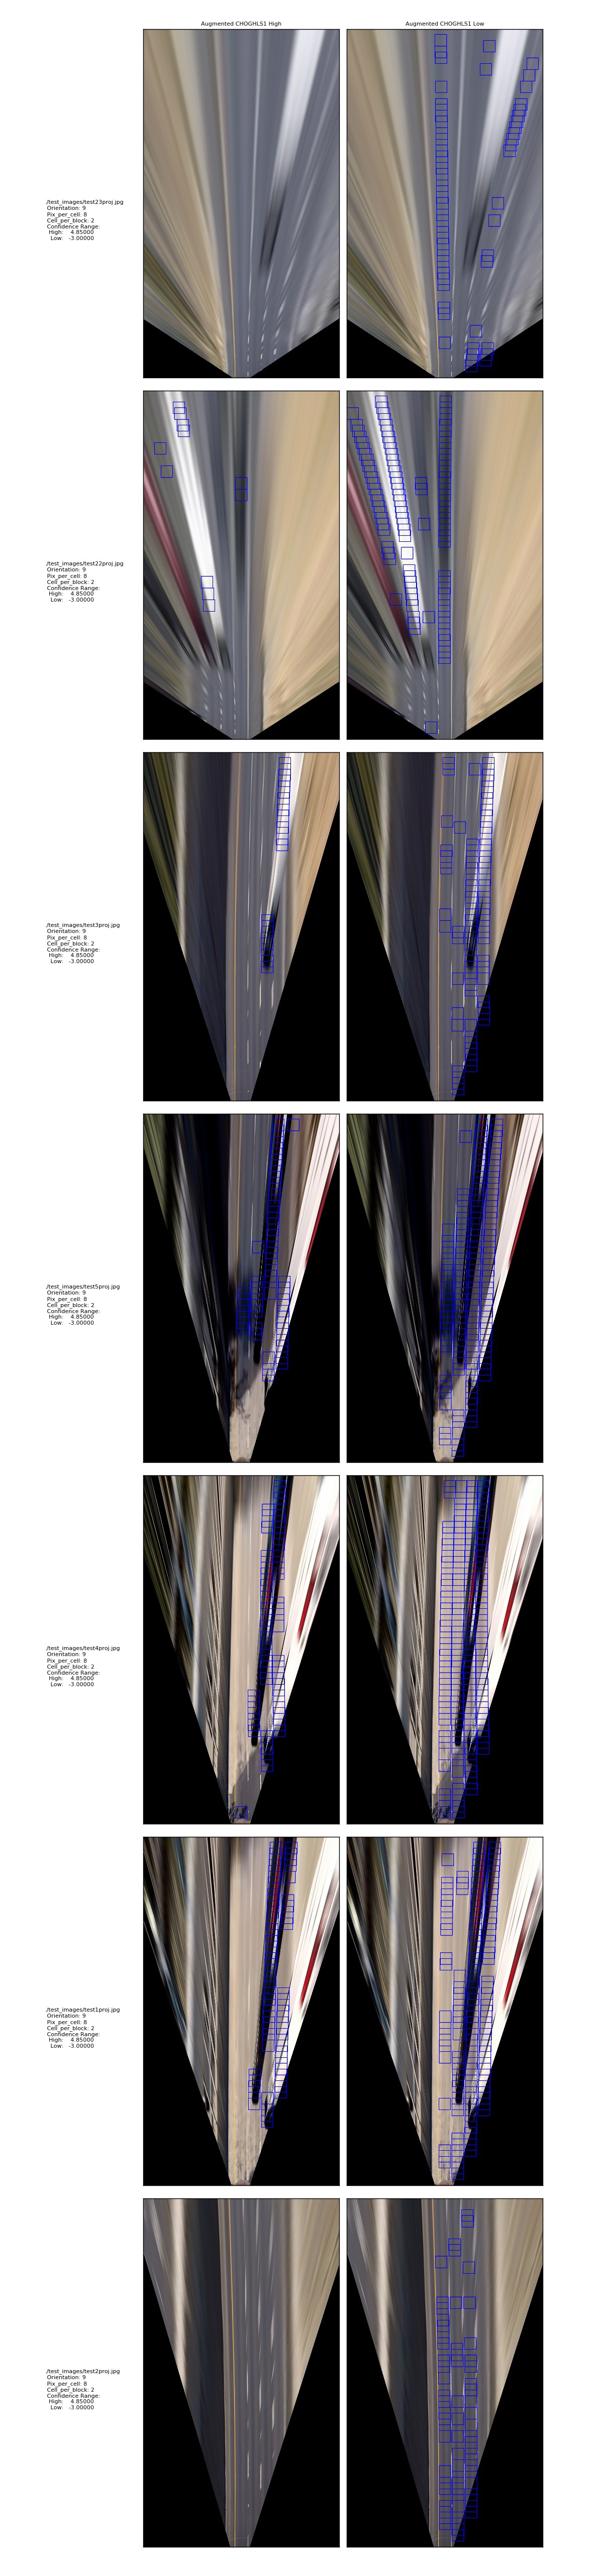 Augmented CHOGHLS1 High
Augmented CHOGHLS1 Low
./test_images/test23proj.jpg
Orientation: 9
Pix_per_cell: 8
Cell_per_block: 2
Confidence Range:
High: 4.85000
Low: -3.00000
./test_images/test22proj.jpg
Orientation: 9
Pix_per_cell: 8
Cell_per_block: 2
Confidence Range:
High: 4.85000
Low: -3.00000
./test_images/test3proj.jpg
Orientation: 9
Pix_per_cell: 8
Cell_per_block: 2
Confidence Range:
High: 4.85000
Low: -3.00000
./test_images/test5proj.jpg
Orientation: 9
Pix_per_cell: 8
Cell_per_block: 2
Confidence Range:
High: 4.85000
Low: -3.00000
./test_images/test4proj.jpg
Orientation: 9
Pix_per_cell: 8
Cell_per_block: 2
Confidence Range:
High: 4.85000
Low: -3.00000
./test_images/test1proj.jpg
Orientation: 9
Pix_per_cell: 8
Cell_per_block: 2
Confidence Range:
High: 4.85000
Low: -3.00000
./test_images/test2proj.jpg
Orientation: 9
Pix_per_cell: 8
Cell_per_block: 2
Confidence Range:
High: 4.85000
Low: -3.00000